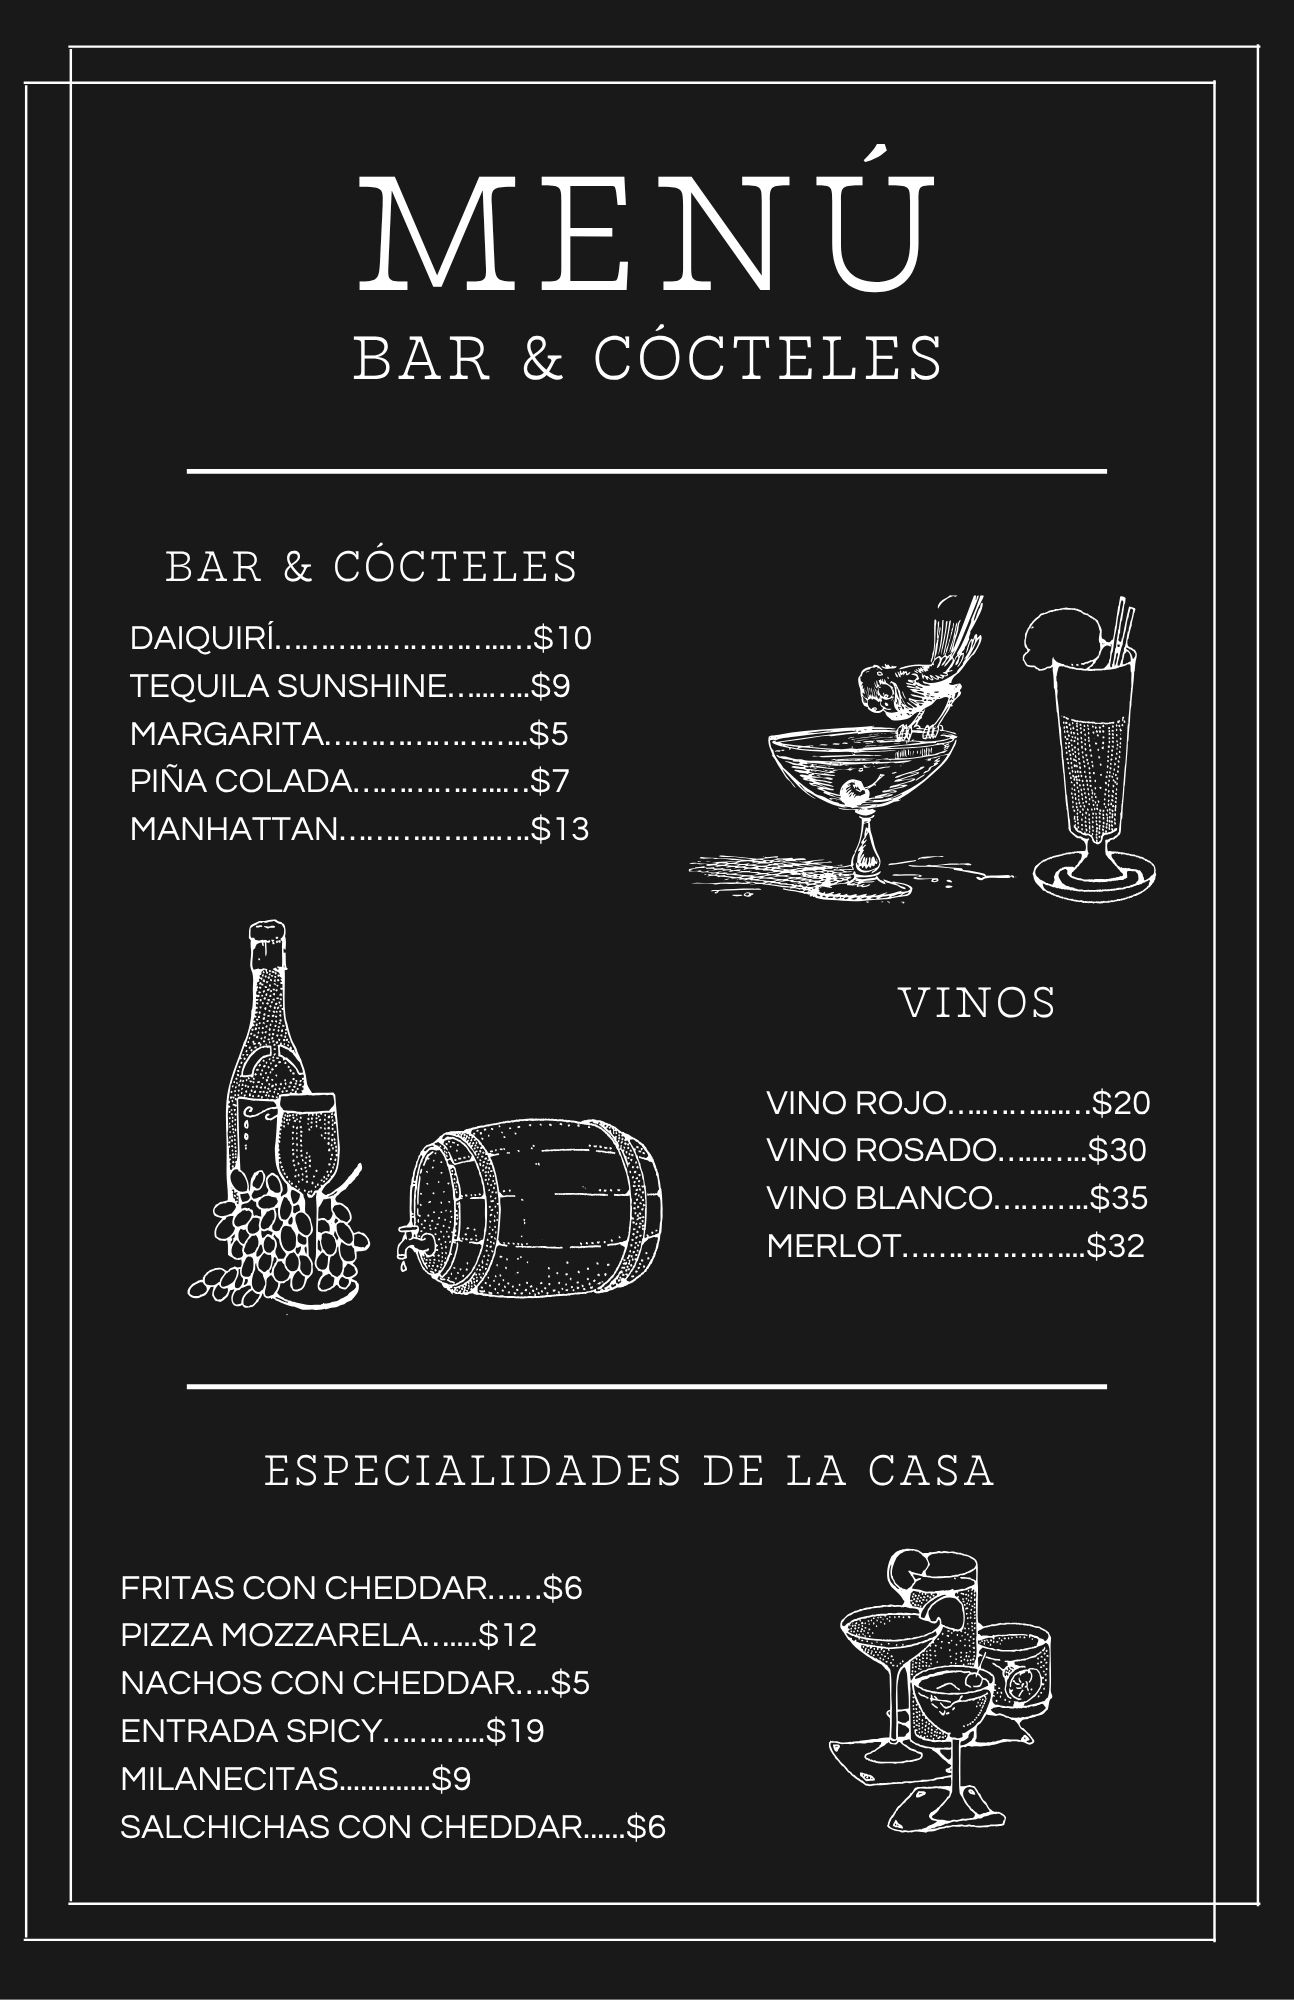 MENÚ
BAR & CÓCTELES
BAR & CÓCTELES
DAIQUIRÍ..........................$10
TEQUILA SUNSHINE.........$9
MARGARITA.....................$5
PIÑA COLADA...................$7
MANHATTAN....................$13
VINOS
VINO ROJO...............$20
VINO ROSADO..........$30
VINO BLANCO..........$35
MERLOT...................$32
ESPECIALIDADES DE LA CASA
FRITAS CON CHEDDAR......$6
PIZZA MOZZARELA.......$12
NACHOS CON CHEDDAR....$5
ENTRADA SPICY...........$19
MILANECITAS.............$9
SALCHICHAS CON CHEDDAR......$6